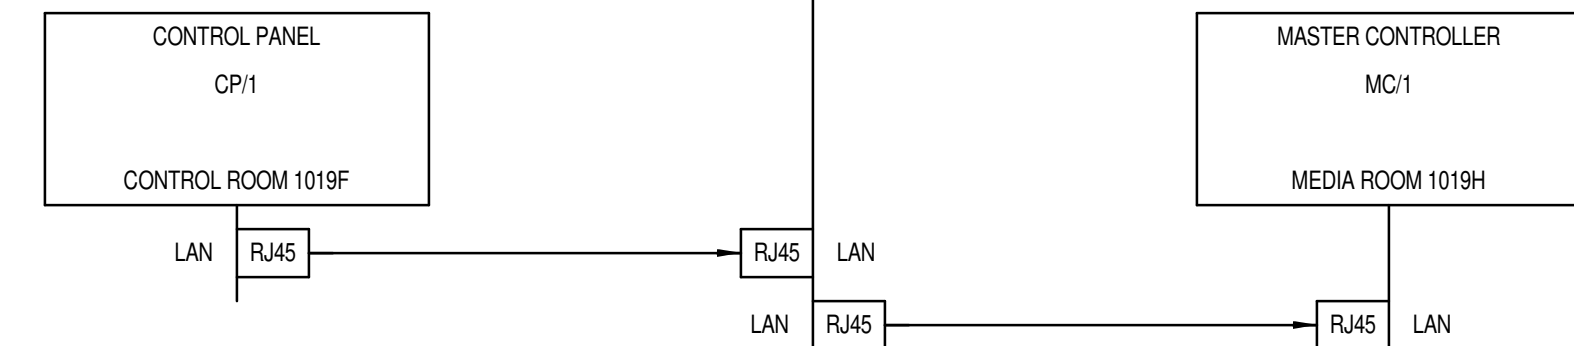 CONTROL PANEL
CP/1
CONTROL ROOM 1019F
MASTER CONTROLLER
MC/1
MEDIA ROOM 1019H
LAN RJ45 RJ45 LAN
LAN RJ45 RJ45 LAN